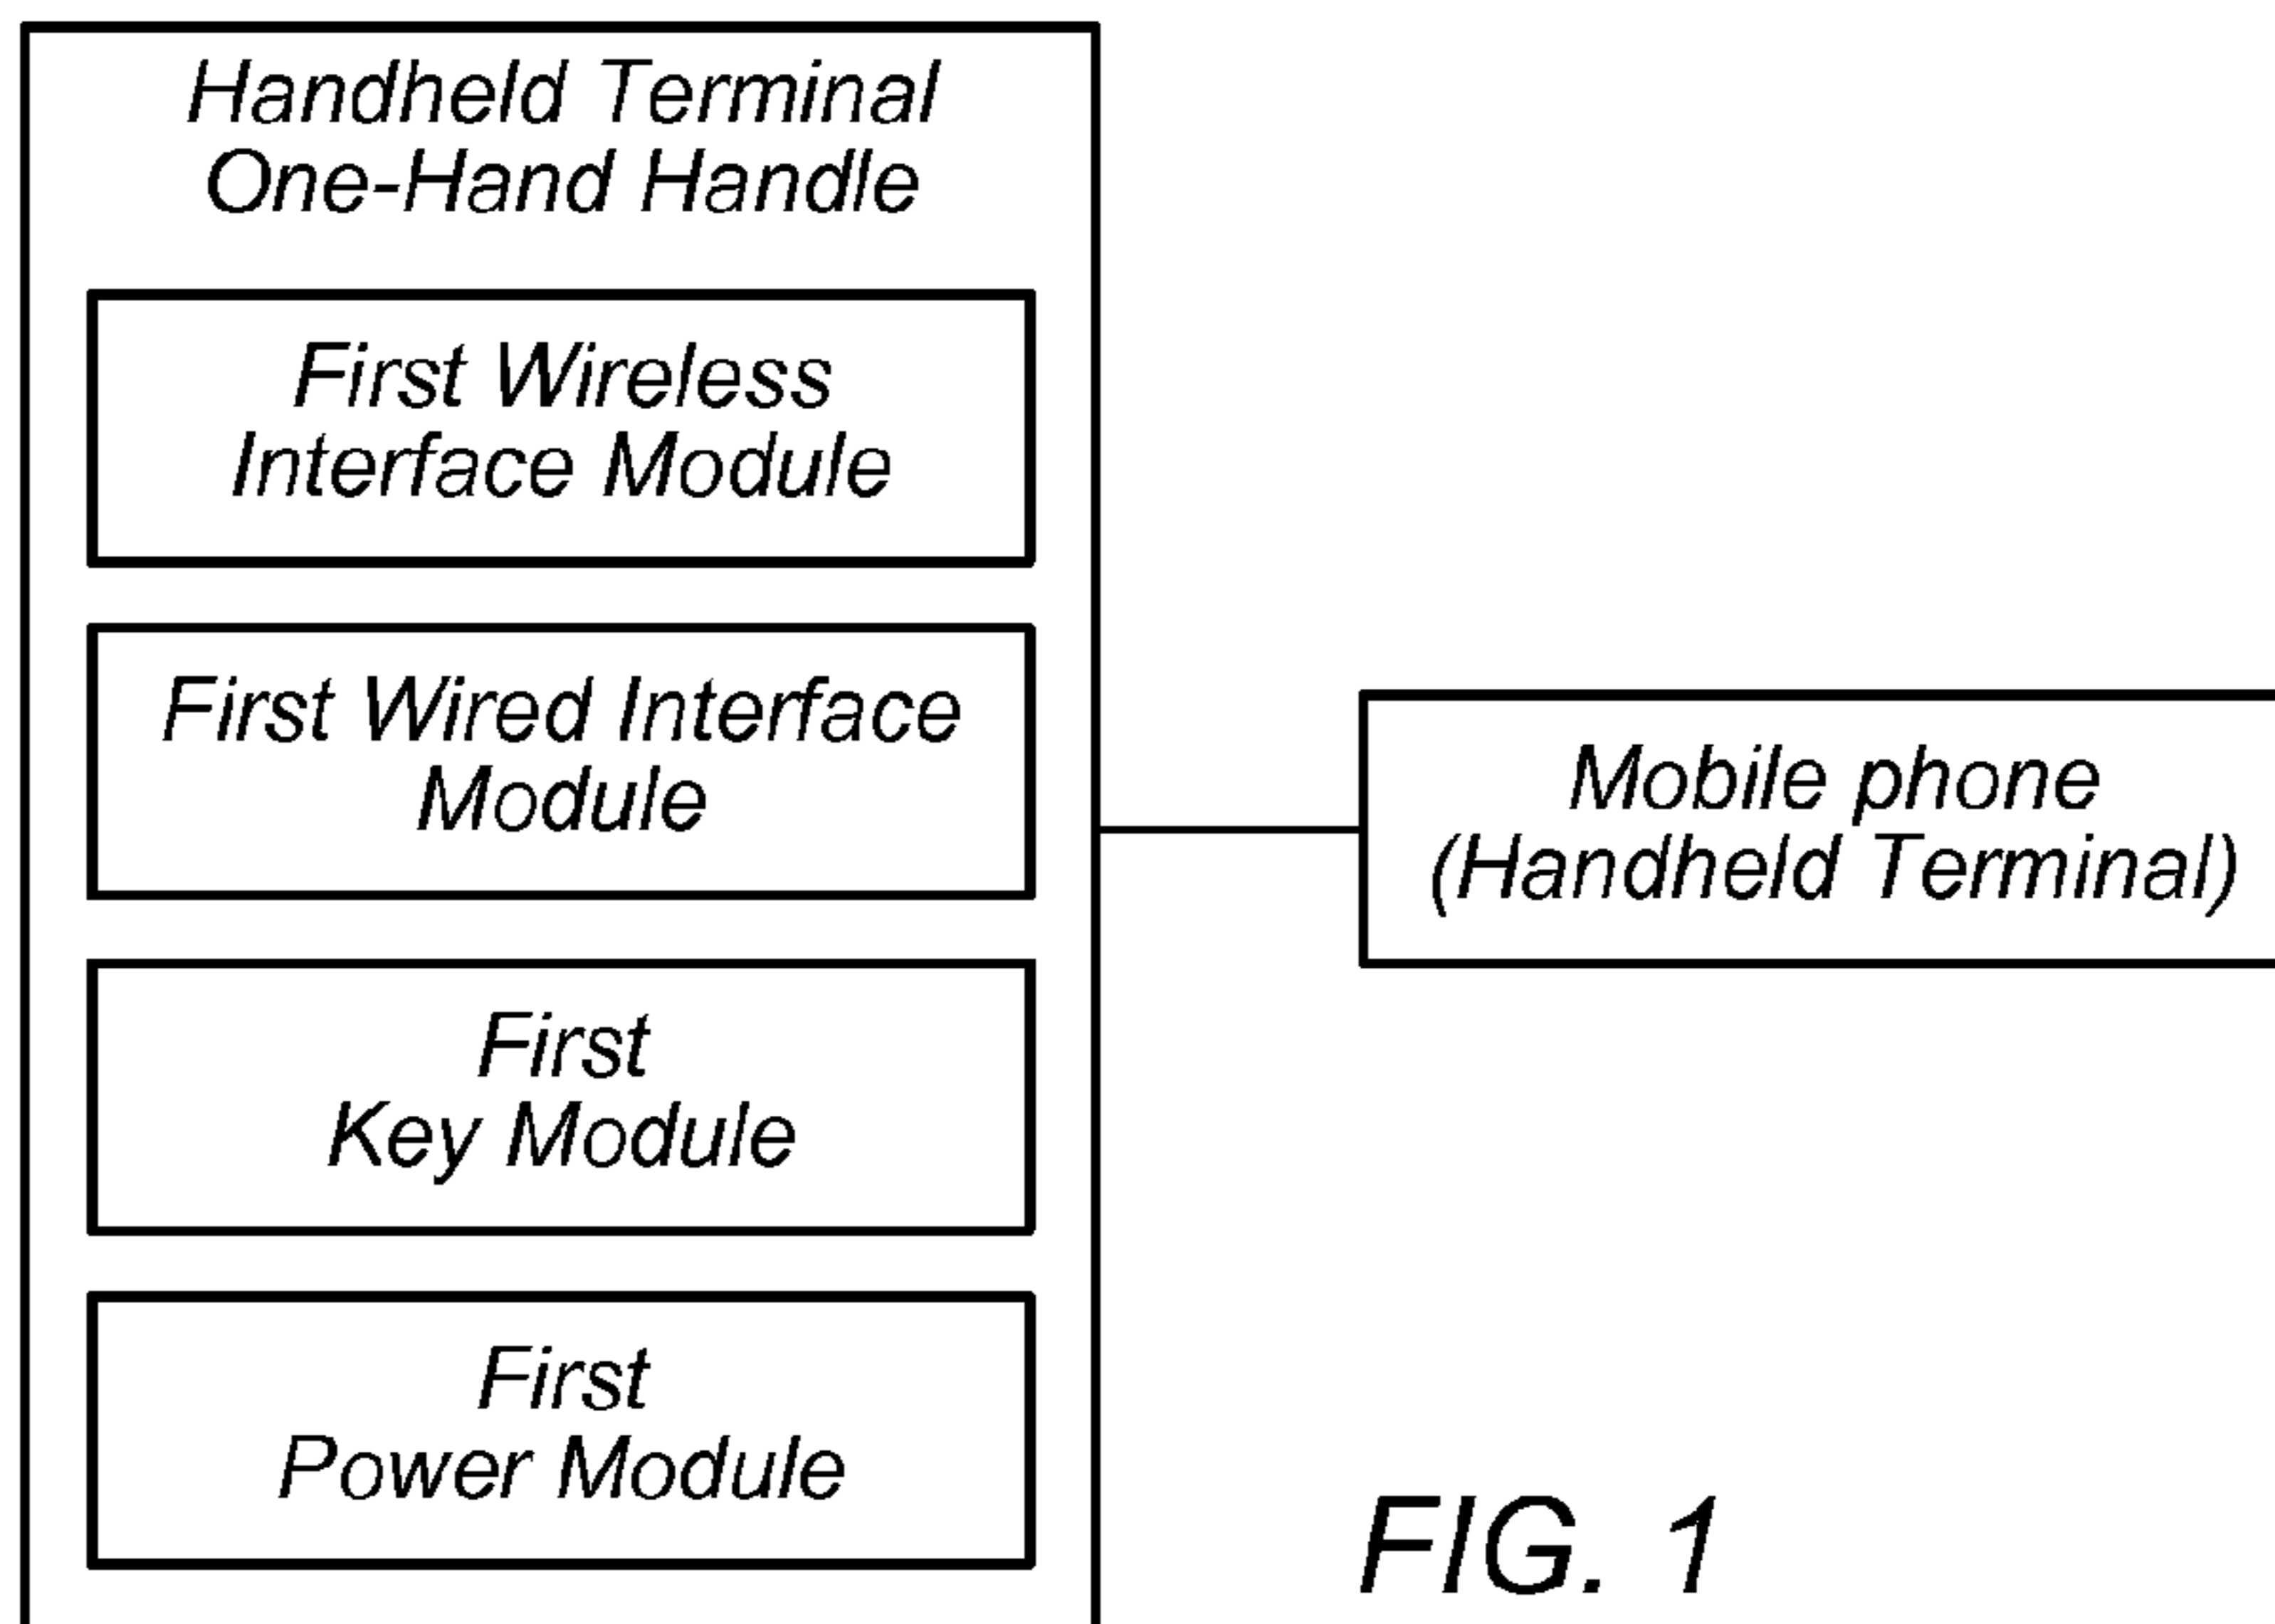 Handheld Terminal
One-Hand Handle
First Wireless
Interface Module
First Wired Interface
Module
First
Key Module
First
Power Module
Mobile phone
(Handheld Terminal)
FIG. 1